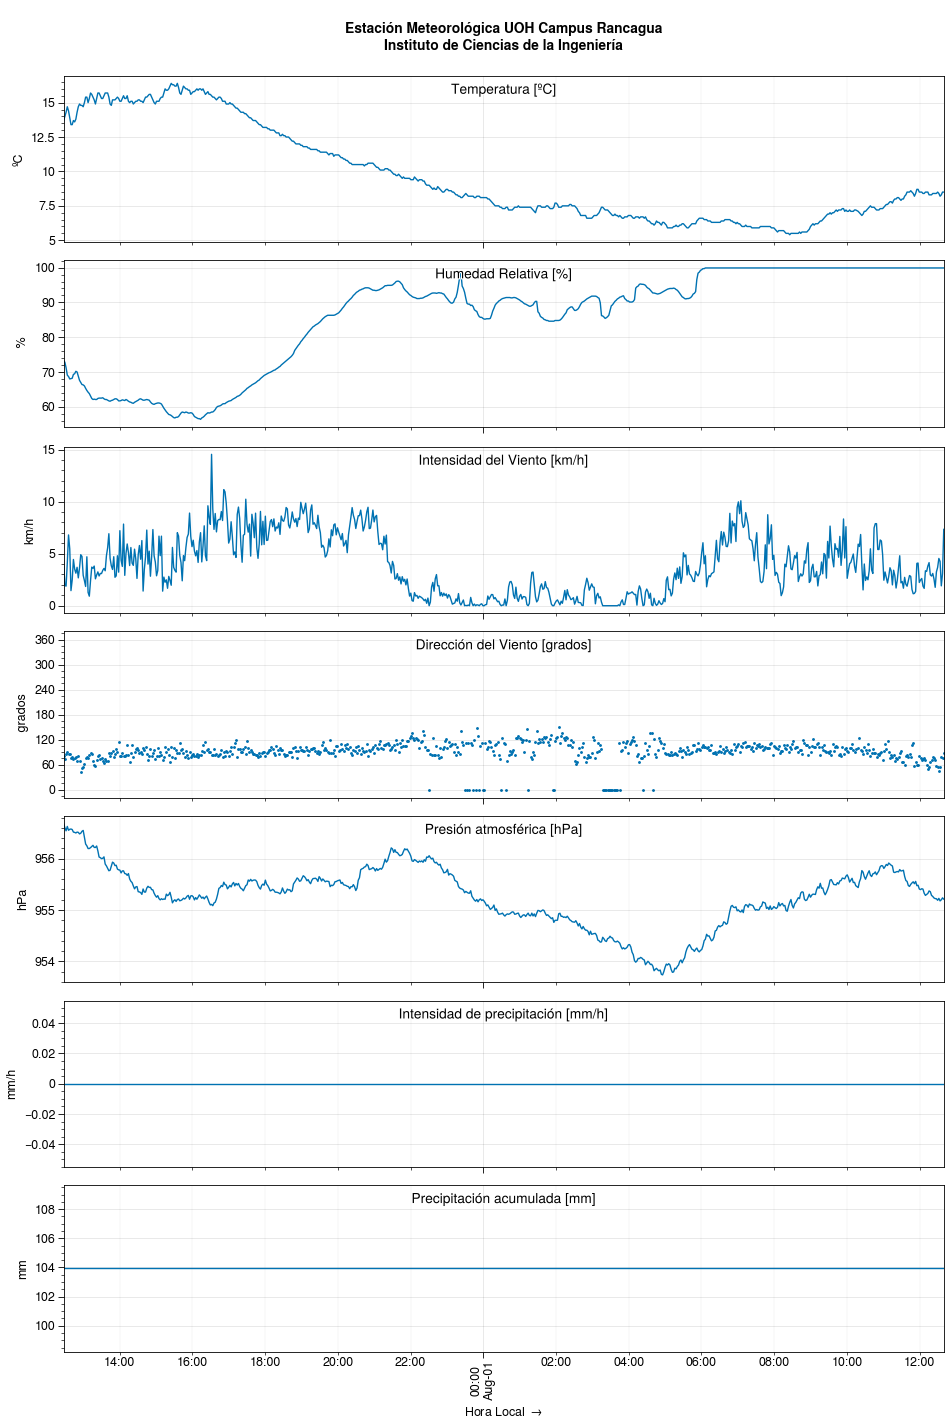 Estación Meteorológica UOH Campus Rancagua
Instituto de Ciencias de la Ingeniería
Temperatura [ºC]
ºC
15
12.5
10
7.5
5
Humedad Relativa [%]
%
100
90
80
70
60
Intensidad del Viento [km/h]
km/h
15
10
5
0
Dirección del Viento [grados]
grados
360
300
240
180
120
60
0
Presión atmosférica [hPa]
hPa
956
955
954
Intensidad de precipitación [mm/h]
mm/h
0.04
0.02
0
−0.02
−0.04
Precipitación acumulada [mm]
mm
108
106
104
102
100
14:00 16:00 18:00 20:00 22:00 00:00 02:00 04:00 06:00 08:00 10:00 12:00
Aug-01
Hora Local →